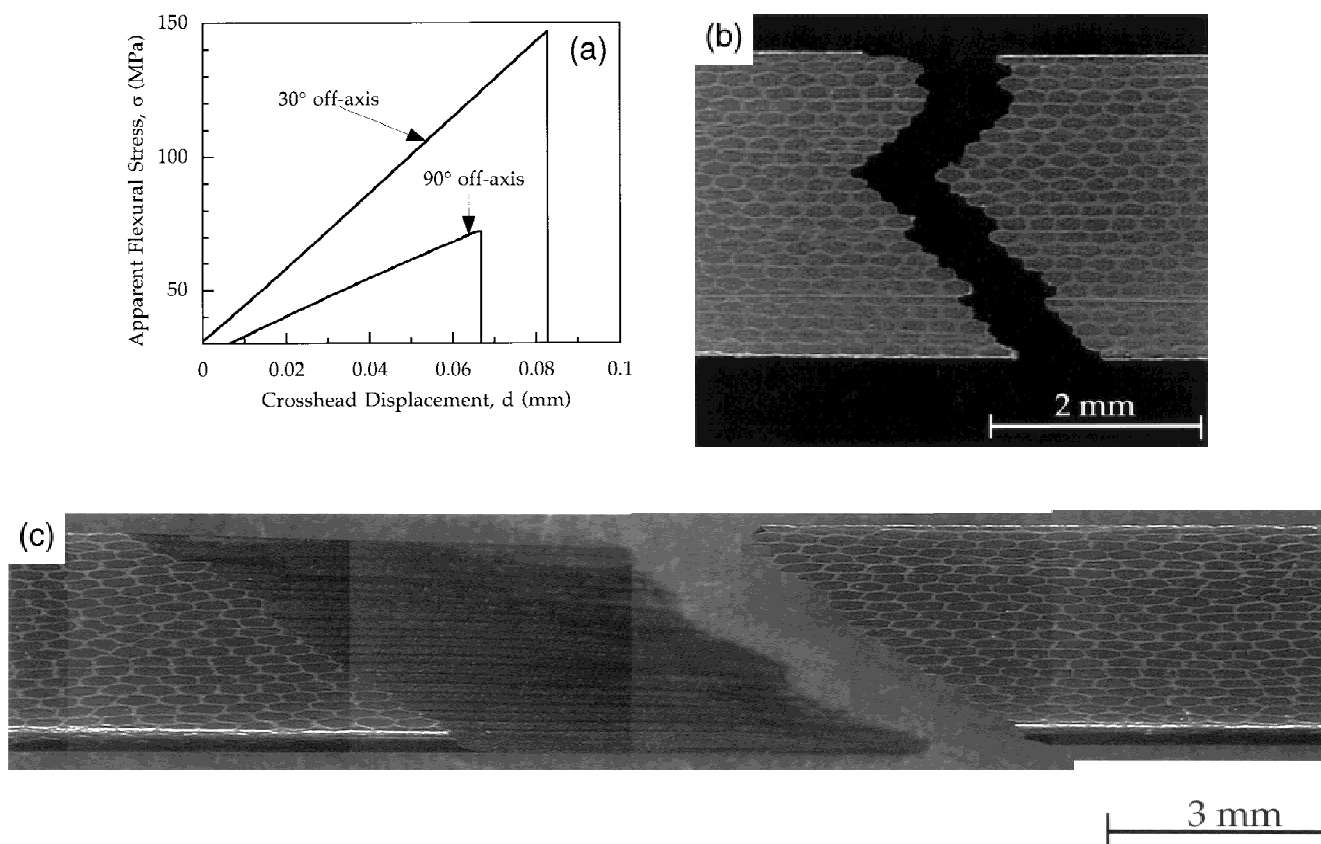 (a)
Apparent Flexural Stress, σ (MPa)
150
100
50
30° off-axis
90° off-axis
0 0.02 0.04 0.06 0.08 0.1
Crosshead Displacement, d (mm)
(b)
2 mm
(c)
3 mm